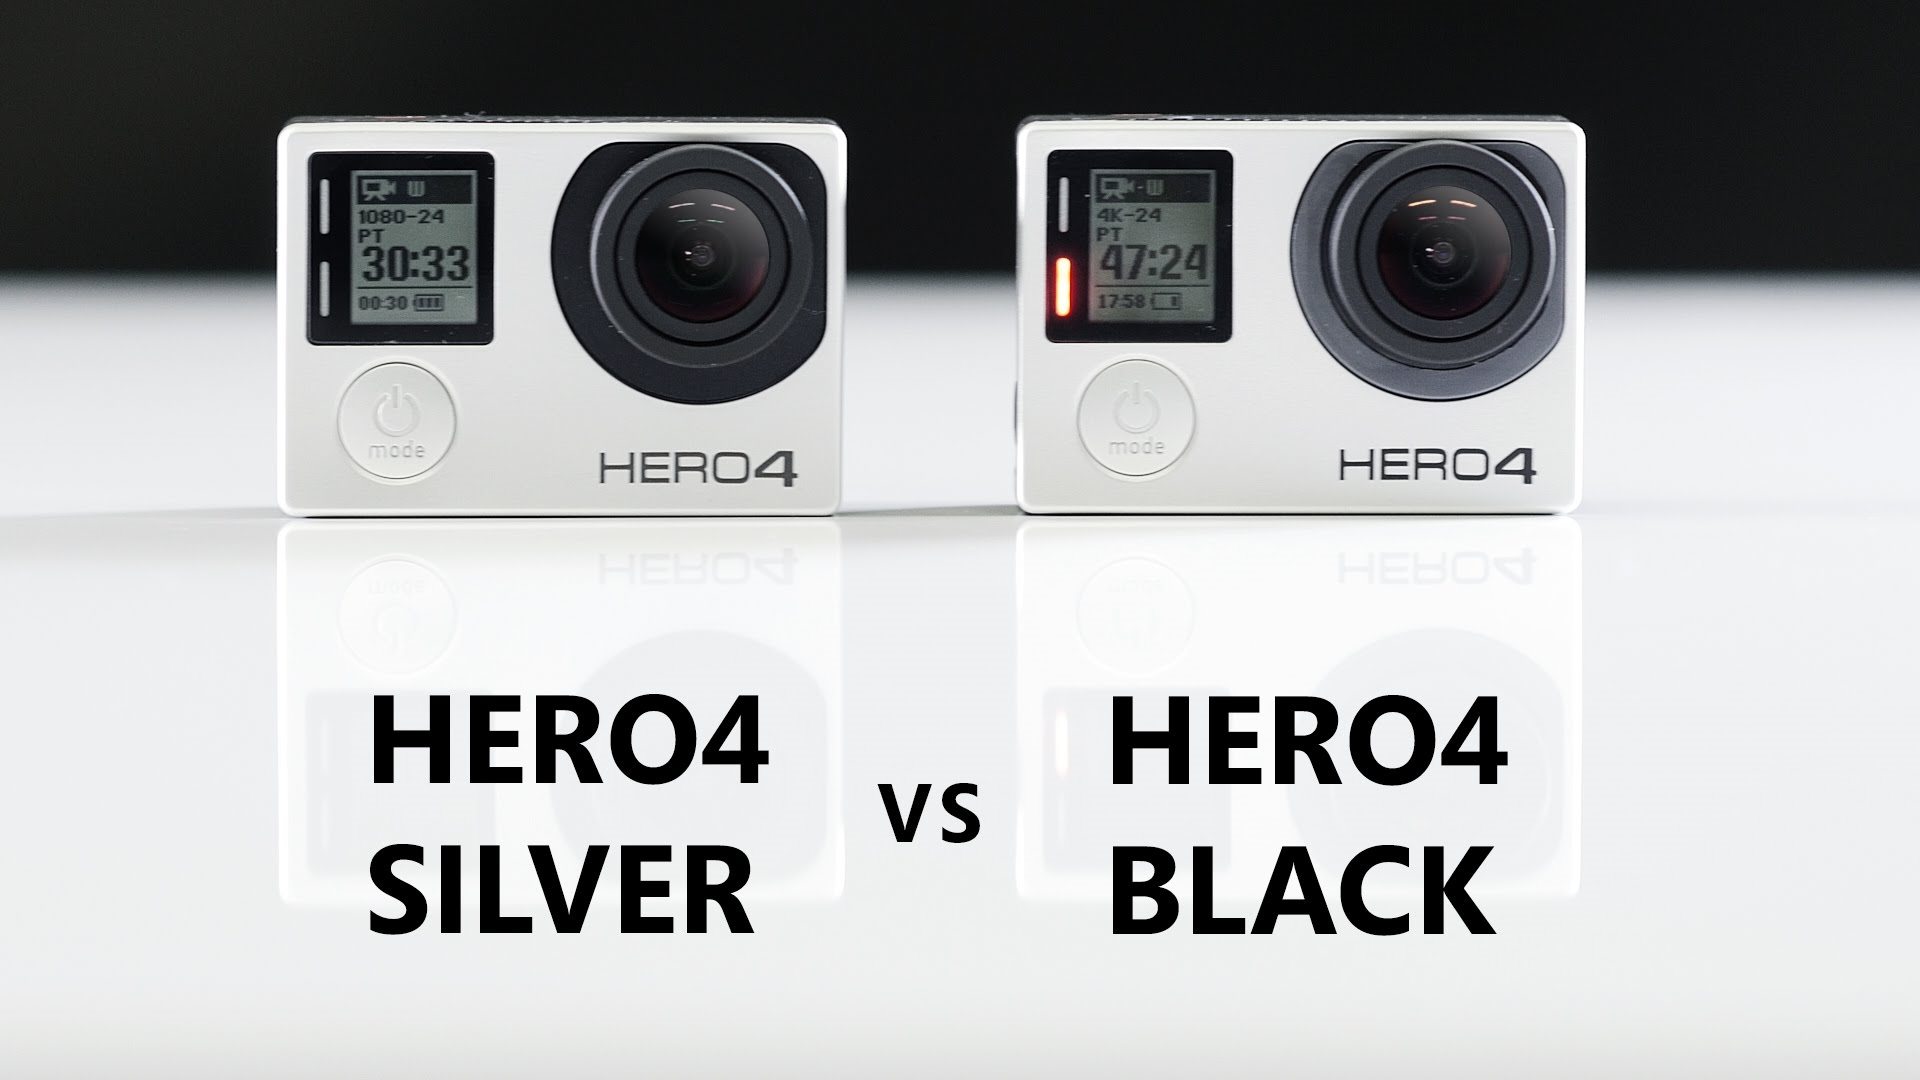 W
1080-24
PT
30:33
00:30
mode
HERO4
-W
4K-24
PT
47:24
17:58
mode
HERO4
HERO4
SILVER
vs
HERO4
BLACK